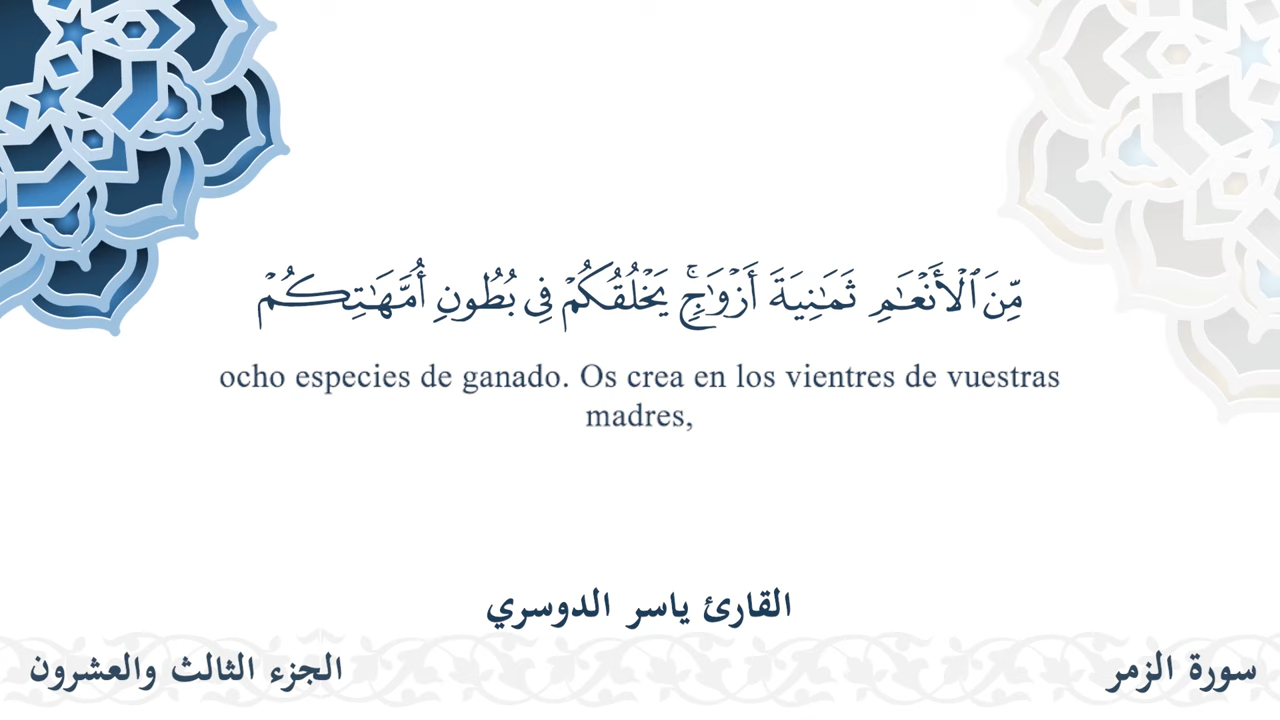 مِّنَ ٱلْأَنْعَٰمِ ثَمَٰنِيَةَ أَزْوَٰجٍۚ يَخْلُقُكُمْ فِى بُطُونِ أُمَّهَٰتِكُمْ
ocho especies de ganado. Os crea en los vientres de vuestras
madres,
القارئ ياسر الدوسري
سورة الزمر
الجزء الثالث والعشرون